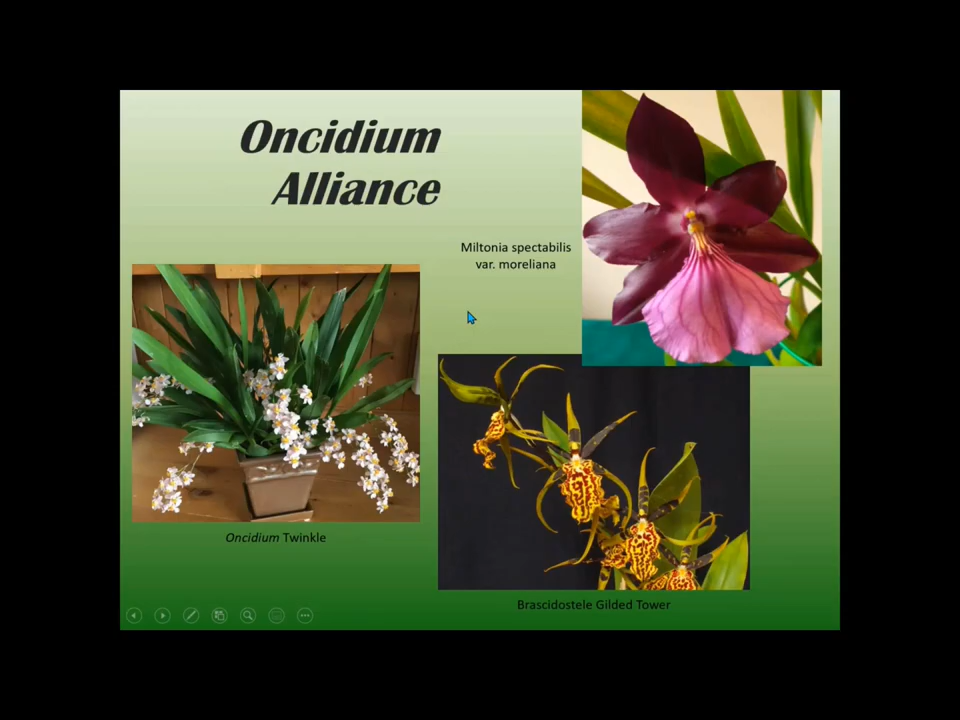 Oncidium
Alliance
Miltonia spectabilis
var. moreliana
Oncidium Twinkle
Brascidostele Gilded Tower